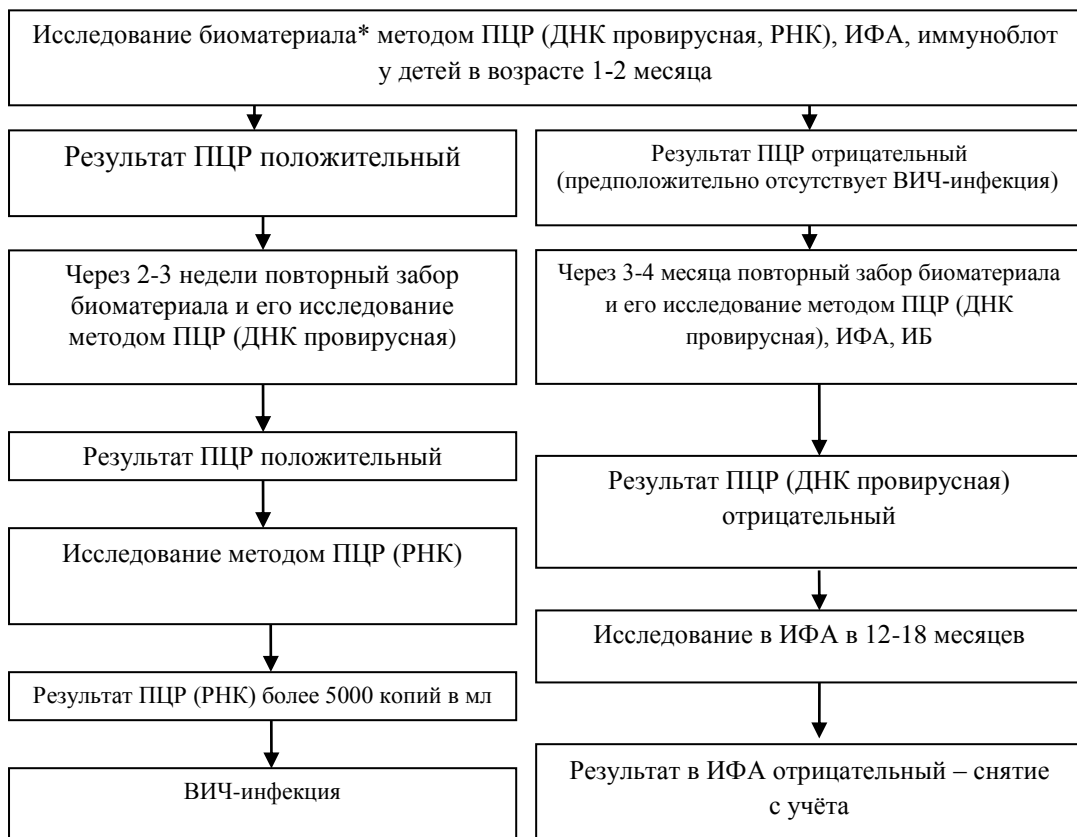 Исследование биоматериала* методом ПЦР (ДНК провирусная, РНК), ИФА, иммуноблот
у детей в возрасте 1-2 месяца
Результат ПЦР положительный
Через 2-3 недели повторный забор
биоматериала и его исследование
методом ПЦР (ДНК провирусная)
Результат ПЦР положительный
Исследование методом ПЦР (РНК)
Результат ПЦР (РНК) более 5000 копий в мл
ВИЧ-инфекция
Результат ПЦР отрицательный
(предположительно отсутствует ВИЧ-инфекция)
Через 3-4 месяца повторный забор биоматериала
и его исследование методом ПЦР (ДНК
провирусная), ИФА, ИБ
Результат ПЦР (ДНК провирусная)
отрицательный
Исследование в ИФА в 12-18 месяцев
Результат в ИФА отрицательный – снятие
с учёта